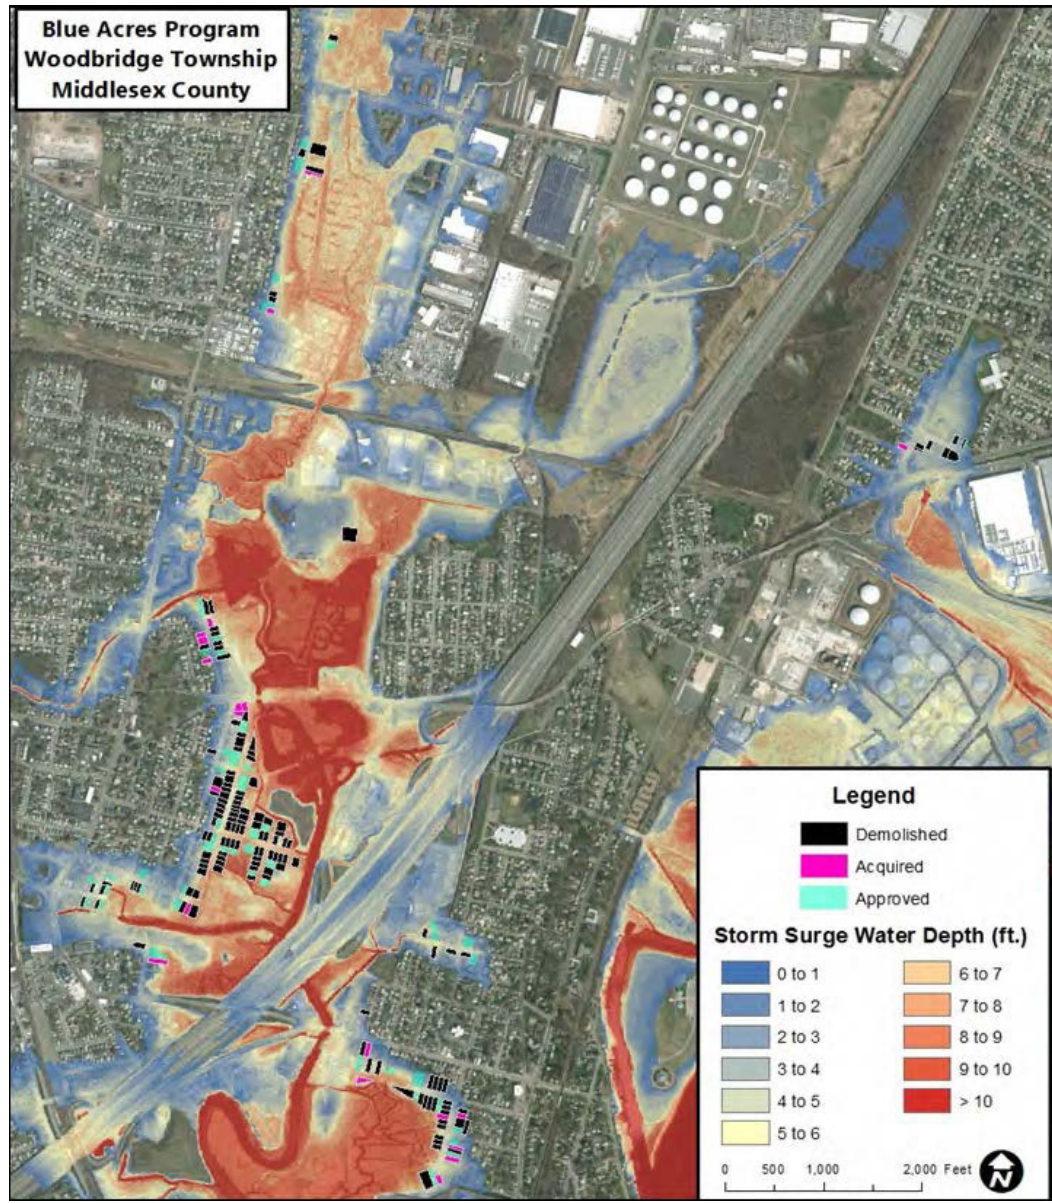 Blue Acres Program
Woodbridge Township
Middlesex County
Legend
Demolished
Acquired
Approved
Storm Surge Water Depth (ft.)
0 to 1
1 to 2
2 to 3
3 to 4
4 to 5
5 to 6
6 to 7
7 to 8
8 to 9
9 to 10
> 10
0 500 1,000 2,000 Feet
N